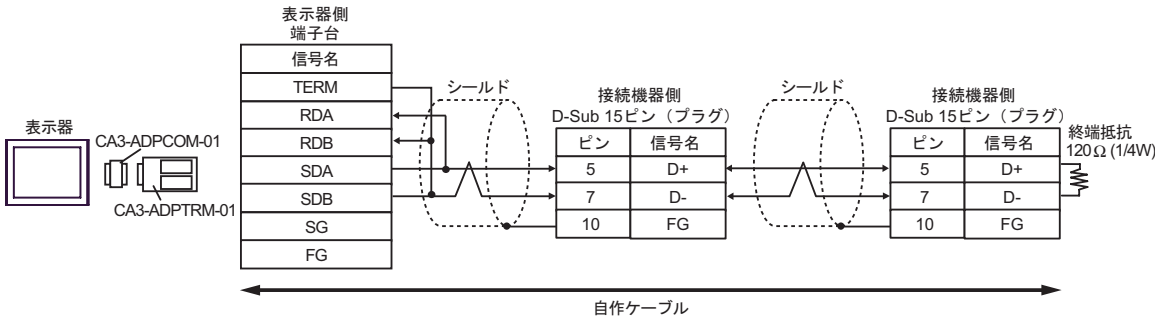 表示器側
端子台
信号名
TERM
RDA
RDB
SDA
SDB
SG
FG
表示器
CA3-ADPCOM-01
CA3-ADPTRM-01
シールド
接続機器側
D-Sub 15ピン（プラグ）
ピン 信号名
5 D+
7 D-
10 FG
シールド
接続機器側
D-Sub 15ピン（プラグ）
ピン 信号名
5 D+
7 D-
10 FG
終端抵抗
120Ω (1/4W)
自作ケーブル